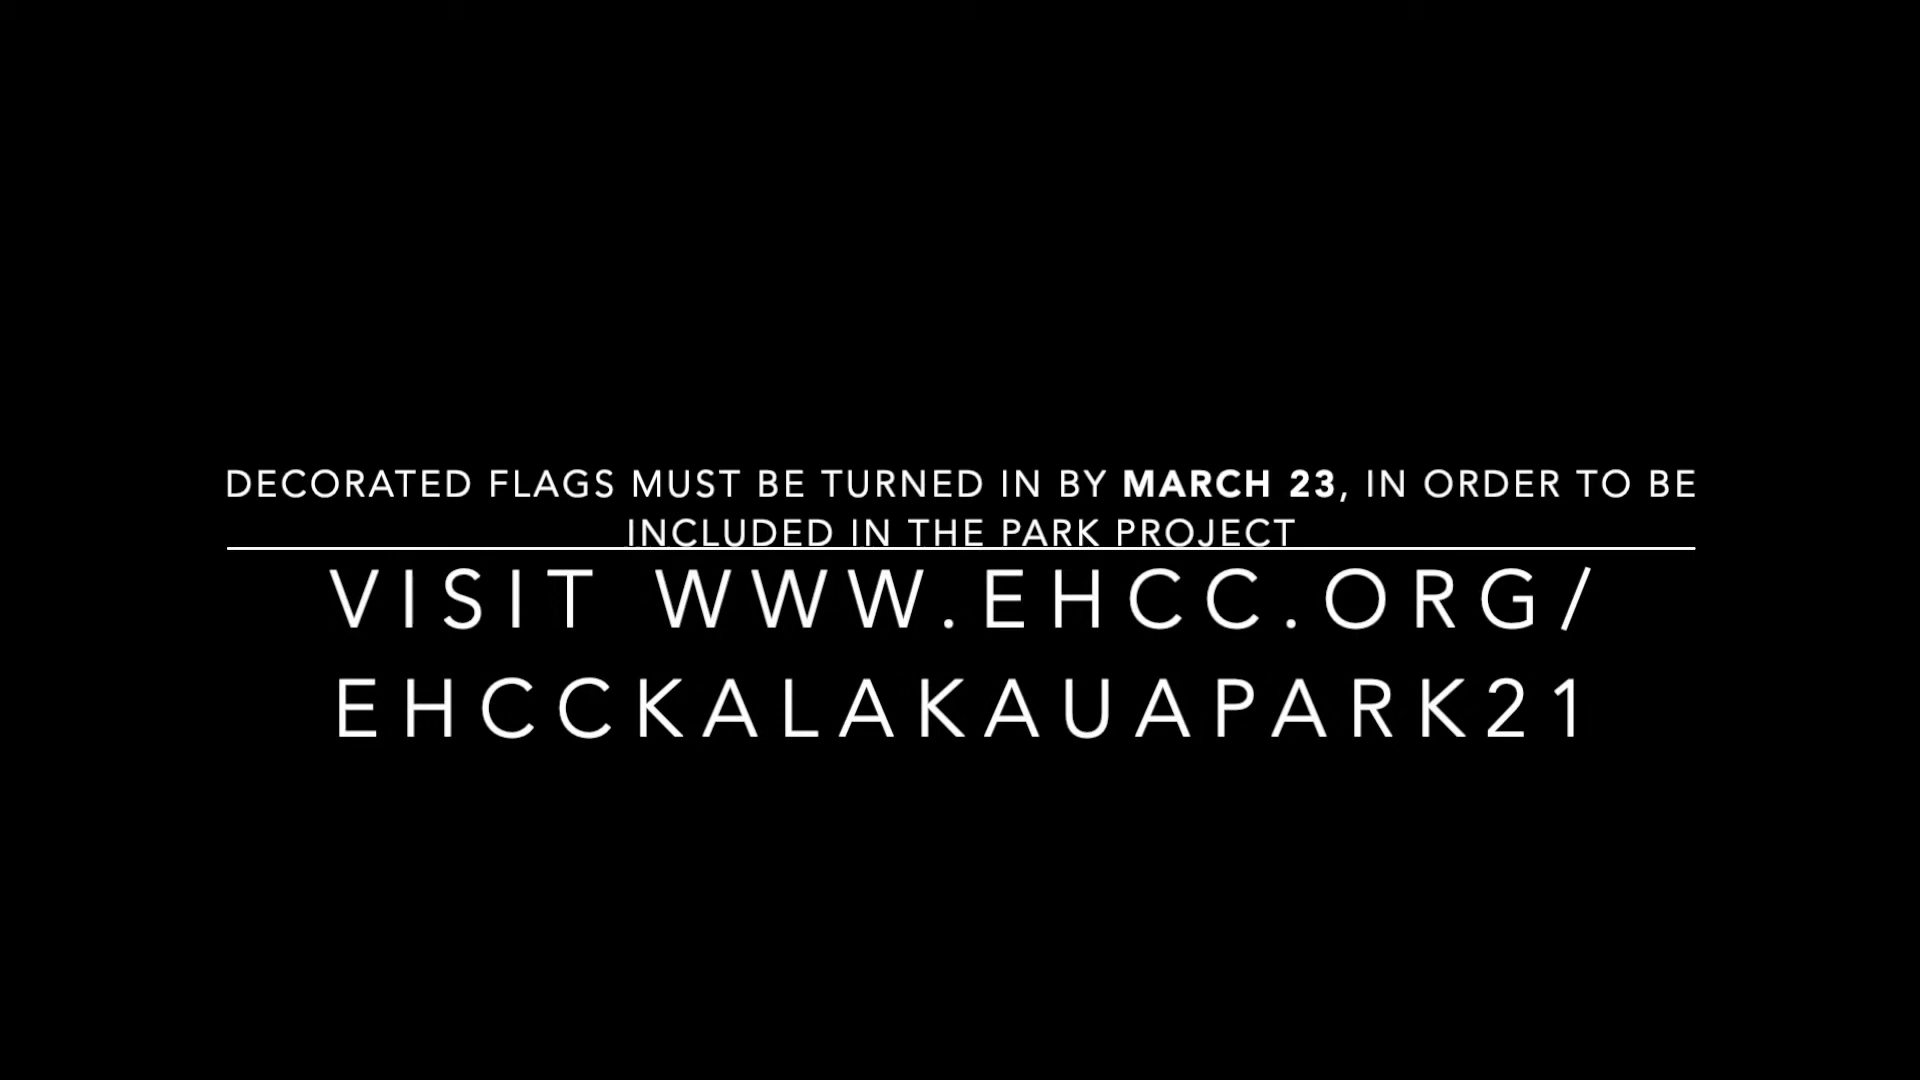 DECORATED FLAGS MUST BE TURNED IN BY MARCH 23, IN ORDER TO BE
INCLUDED IN THE PARK PROJECT
VISIT WWW.EHCC.ORG/
EHCCKALAKAUAPARK21